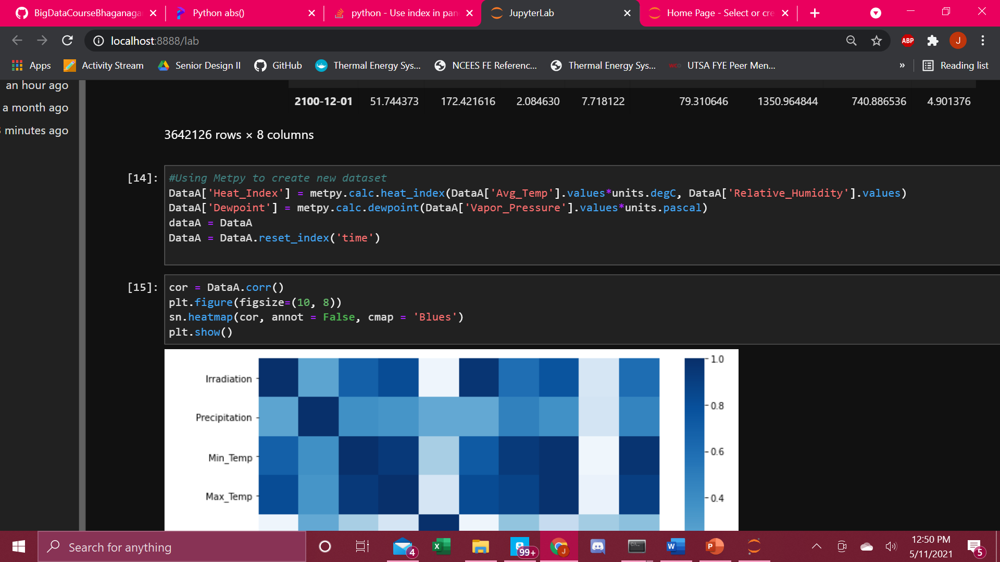 BigDataCourseBhaganaga
Python abs()
python - Use index in pan
JupyterLab
Home Page - Select or cre
localhost:8888/lab
ABP
J
Apps
Activity Stream
Senior Design II
GitHub
Thermal Energy Sys...
NCEES FE Referenc...
Thermal Energy Sys...
UTSA FYE Peer Men...
»
Reading list
an hour ago
a month ago
minutes ago
2100-12-01 51.744373 172.421616 2.084630 7.718122 79.310646 1350.964844 740.886536 4.901376
3642126 rows × 8 columns
[14]:
#Using Metpy to create new dataset
DataA['Heat_Index'] = metpy.calc.heat_index(DataA['Avg_Temp'].values*units.degC, DataA['Relative_Humidity'].values)
DataA['Dewpoint'] = metpy.calc.dewpoint(DataA['Vapor_Pressure'].values*units.pascal)
dataA = DataA
DataA = DataA.reset_index('time')
[15]:
cor = DataA.corr()
plt.figure(figsize=(10, 8))
sn.heatmap(cor, annot = False, cmap = 'Blues')
plt.show()
Irradiation
Precipitation
Min_Temp
Max_Temp
1.0
0.8
0.6
0.4
Search for anything
4
99+
J
12:50 PM
5/11/2021
5